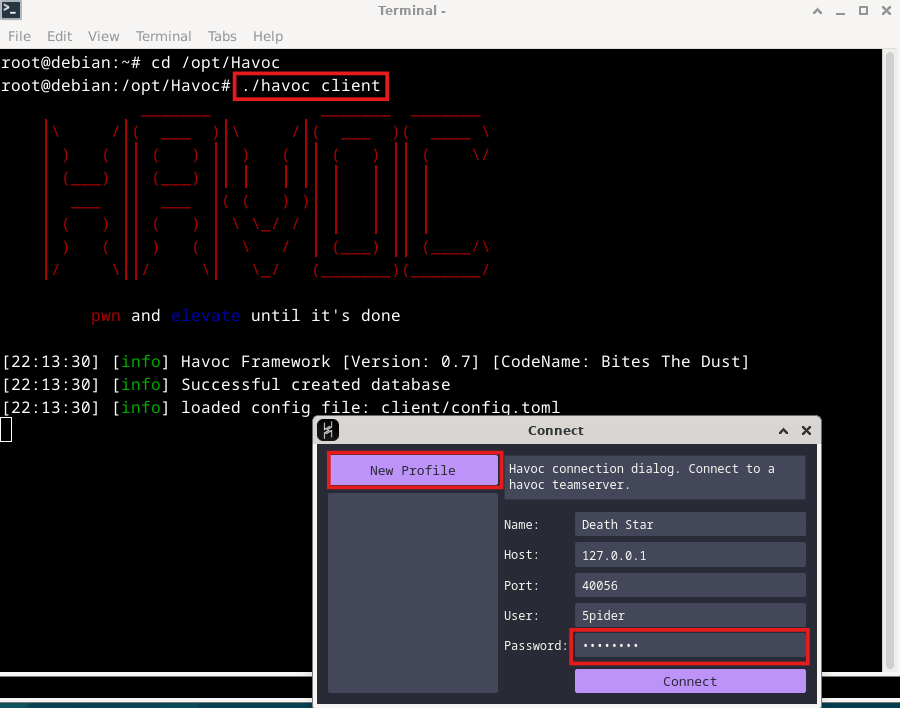 Terminal -
File Edit View Terminal Tabs Help
root@debian:~# cd /opt/Havoc
root@debian:/opt/Havoc# ./havoc client
HAVOC
pwn and elevate until it's done
[22:13:30] [info] Havoc Framework [Version: 0.7] [CodeName: Bites The Dust]
[22:13:30] [info] Successful created database
[22:13:30] [info] loaded config file: client/config.toml
Connect
New Profile
Havoc connection dialog. Connect to a
havoc teamserver.
Name: Death Star
Host: 127.0.0.1
Port: 40056
User: 5pider
Password: ••••••••
Connect